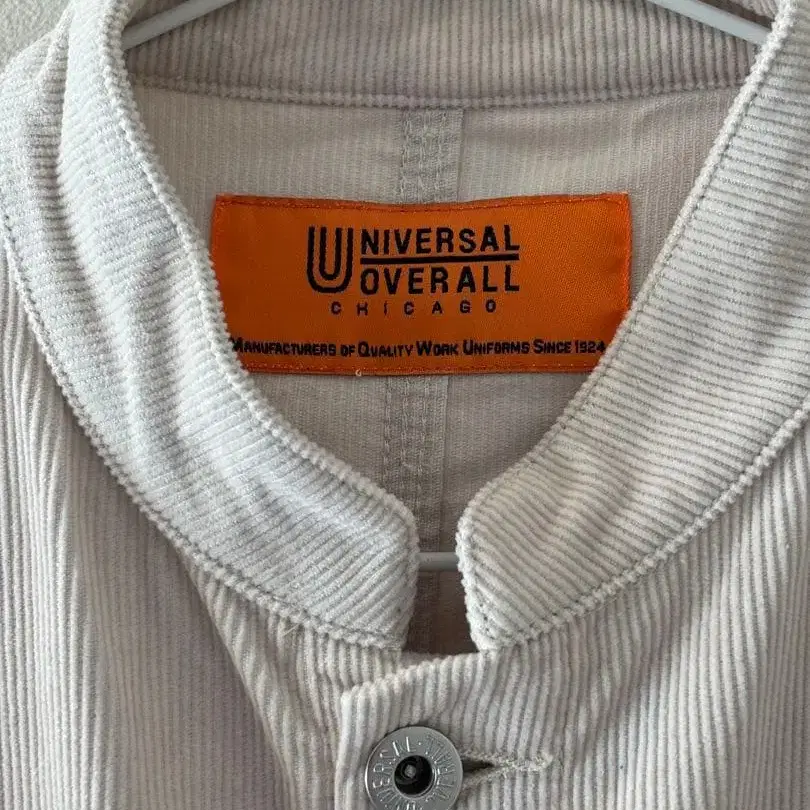 UNIVERSAL
OVERALL
CHICAGO
MANUFACTURERS OF QUALITY WORK UNIFORMS SINCE 1924